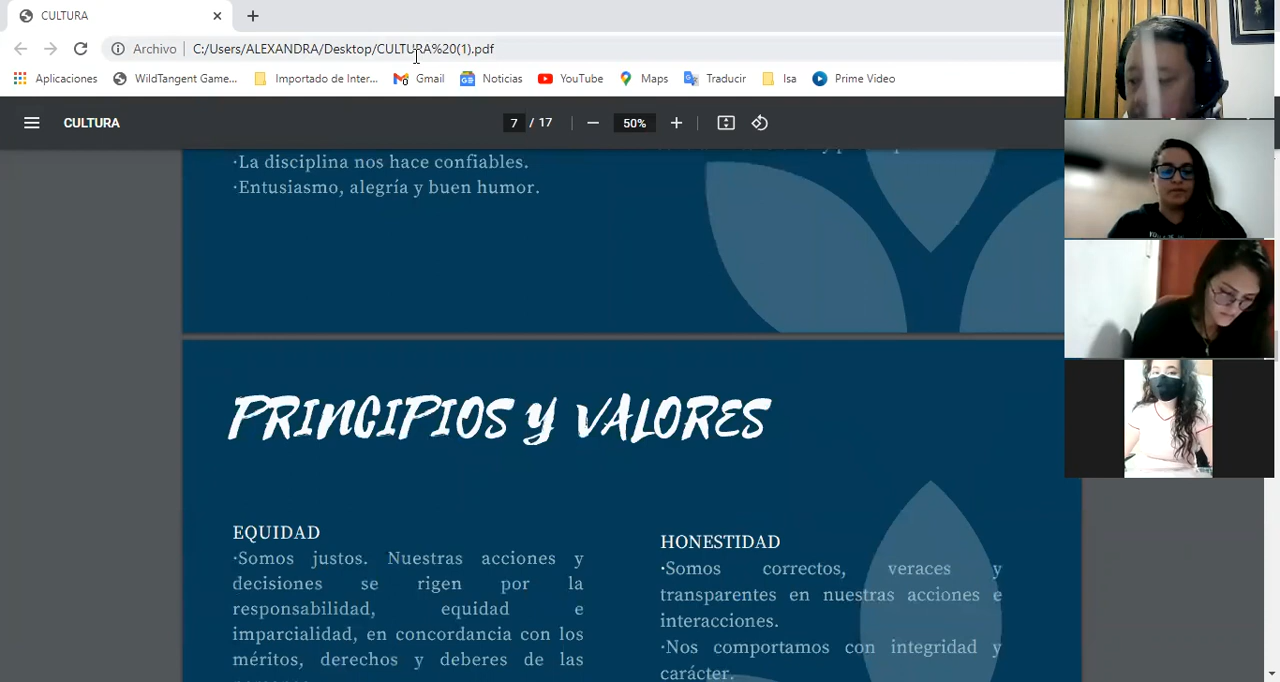 CULTURA
Archivo C:/Users/ALEXANDRA/Desktop/CULTURA%20(1).pdf
Aplicaciones WildTangent Game... Importado de Inter... Gmail Noticias YouTube Maps Traducir Isa Prime Video
CULTURA 7 / 17 50%
·La disciplina nos hace confiables.
·Entusiasmo, alegría y buen humor.
PRINCIPIOS y VALORES
EQUIDAD
·Somos justos. Nuestras acciones y
decisiones se rigen por la
responsabilidad, equidad e
imparcialidad, en concordancia con los
méritos, derechos y deberes de las
HONESTIDAD
·Somos correctos, veraces y
transparentes en nuestras acciones e
interacciones.
·Nos comportamos con integridad y
carácter.